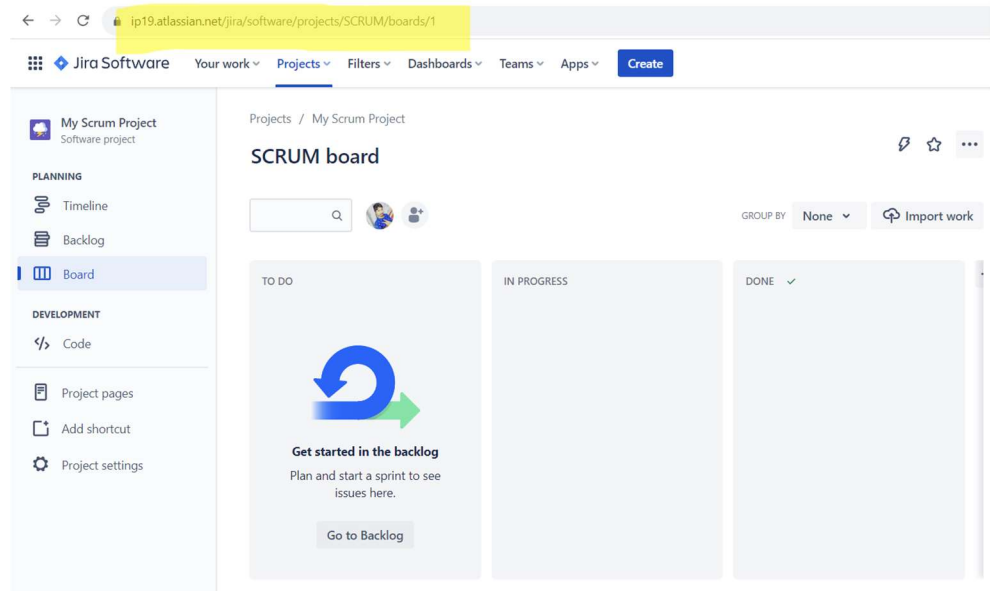 ip19.atlassian.net/jira/software/projects/SCRUM/boards/1
Jira Software Your work Projects Filters Dashboards Teams Apps Create
My Scrum Project
Software project
PLANNING
Timeline
Backlog
Board
DEVELOPMENT
Code
Project pages
Add shortcut
Project settings
Projects / My Scrum Project
SCRUM board
GROUP BY None Import work
TO DO
Get started in the backlog
Plan and start a sprint to see
issues here.
Go to Backlog
IN PROGRESS
DONE